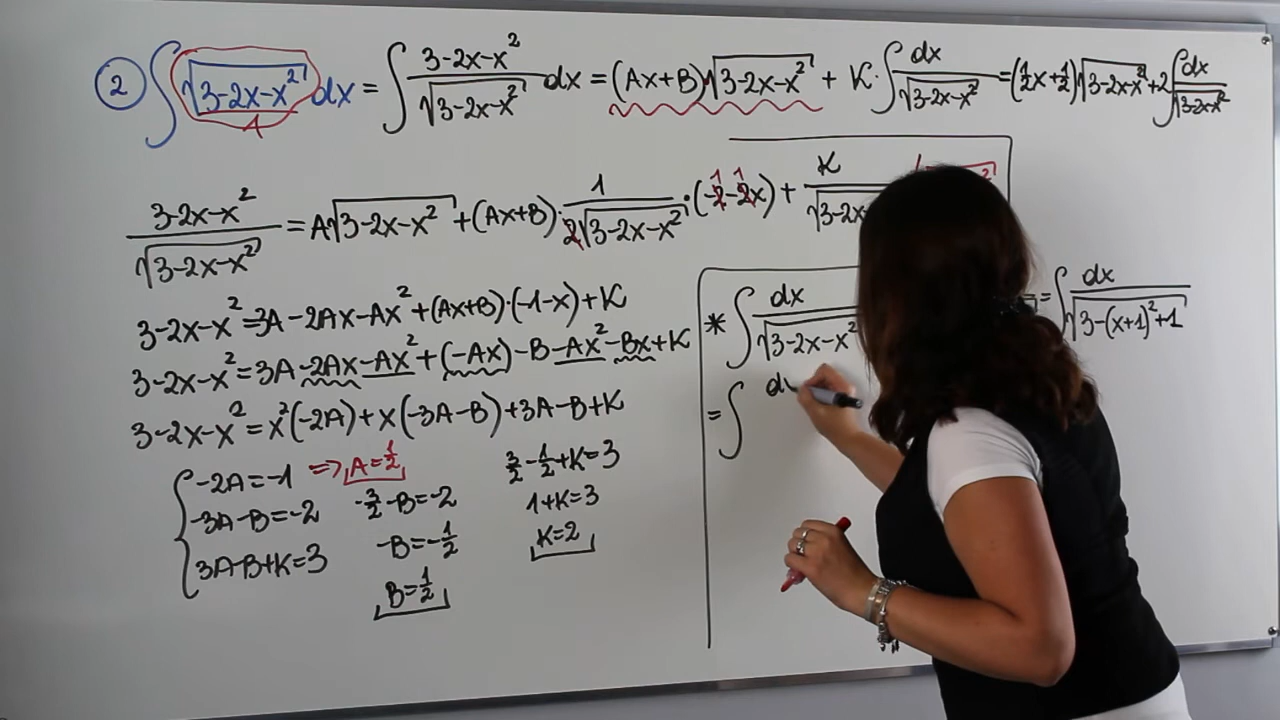 ② ∫ √(3-2x-x²) dx = ∫ (3-2x-x²)/√(3-2x-x²) dx = (Ax+B)√(3-2x-x²) + K·∫ dx/√(3-2x-x²) = (½x+½)√(3-2x-x²) + 2∫ dx/√(3-2x-x²)
1
(3-2x-x²)/√(3-2x-x²) = A√(3-2x-x²) + (Ax+B)· 1/(2√(3-2x-x²)) ·(-2-2x) + K/√(3-2x
1 1
3-2x-x² = 3A-2Ax-Ax²+(Ax+B)·(-1-x)+K
3-2x-x² = 3A-2Ax-Ax²+(-Ax)-B-Ax²-Bx+K
3-2x-x² = x²(-2A)+x(-3A-B)+3A-B+K
-2A=-1 ⇒ A=½
-3A-B=-2
3A-B+K=3
-3/2-B=-2
-B=-½
B=½
3/2-½+K=3
1+K=3
K=2
* ∫ dx/√(3-2x-x²
= ∫ dx/√(3-(x+1)²+1)
= ∫ dx